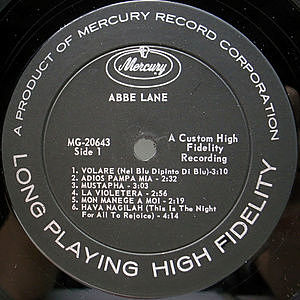 A PRODUCT OF MERCURY RECORD CORPORATION
Mercury
ABBE LANE
MG-20643
Side 1
A Custom High
Fidelity
Recording
1. VOLARE (Nel Blu Dipinto Di Blu)-3:10
2. ADIOS PAMPA MIA - 2:32
3. MUSTAPHA - 3:03
4. LA VIOLETERA - 2:56
5. MON MANEGE A MOI - 2:19
6. HAVA NAGILAH (This Is The Night
For All To Rejoice) - 4:14
LONG PLAYING HIGH FIDELITY